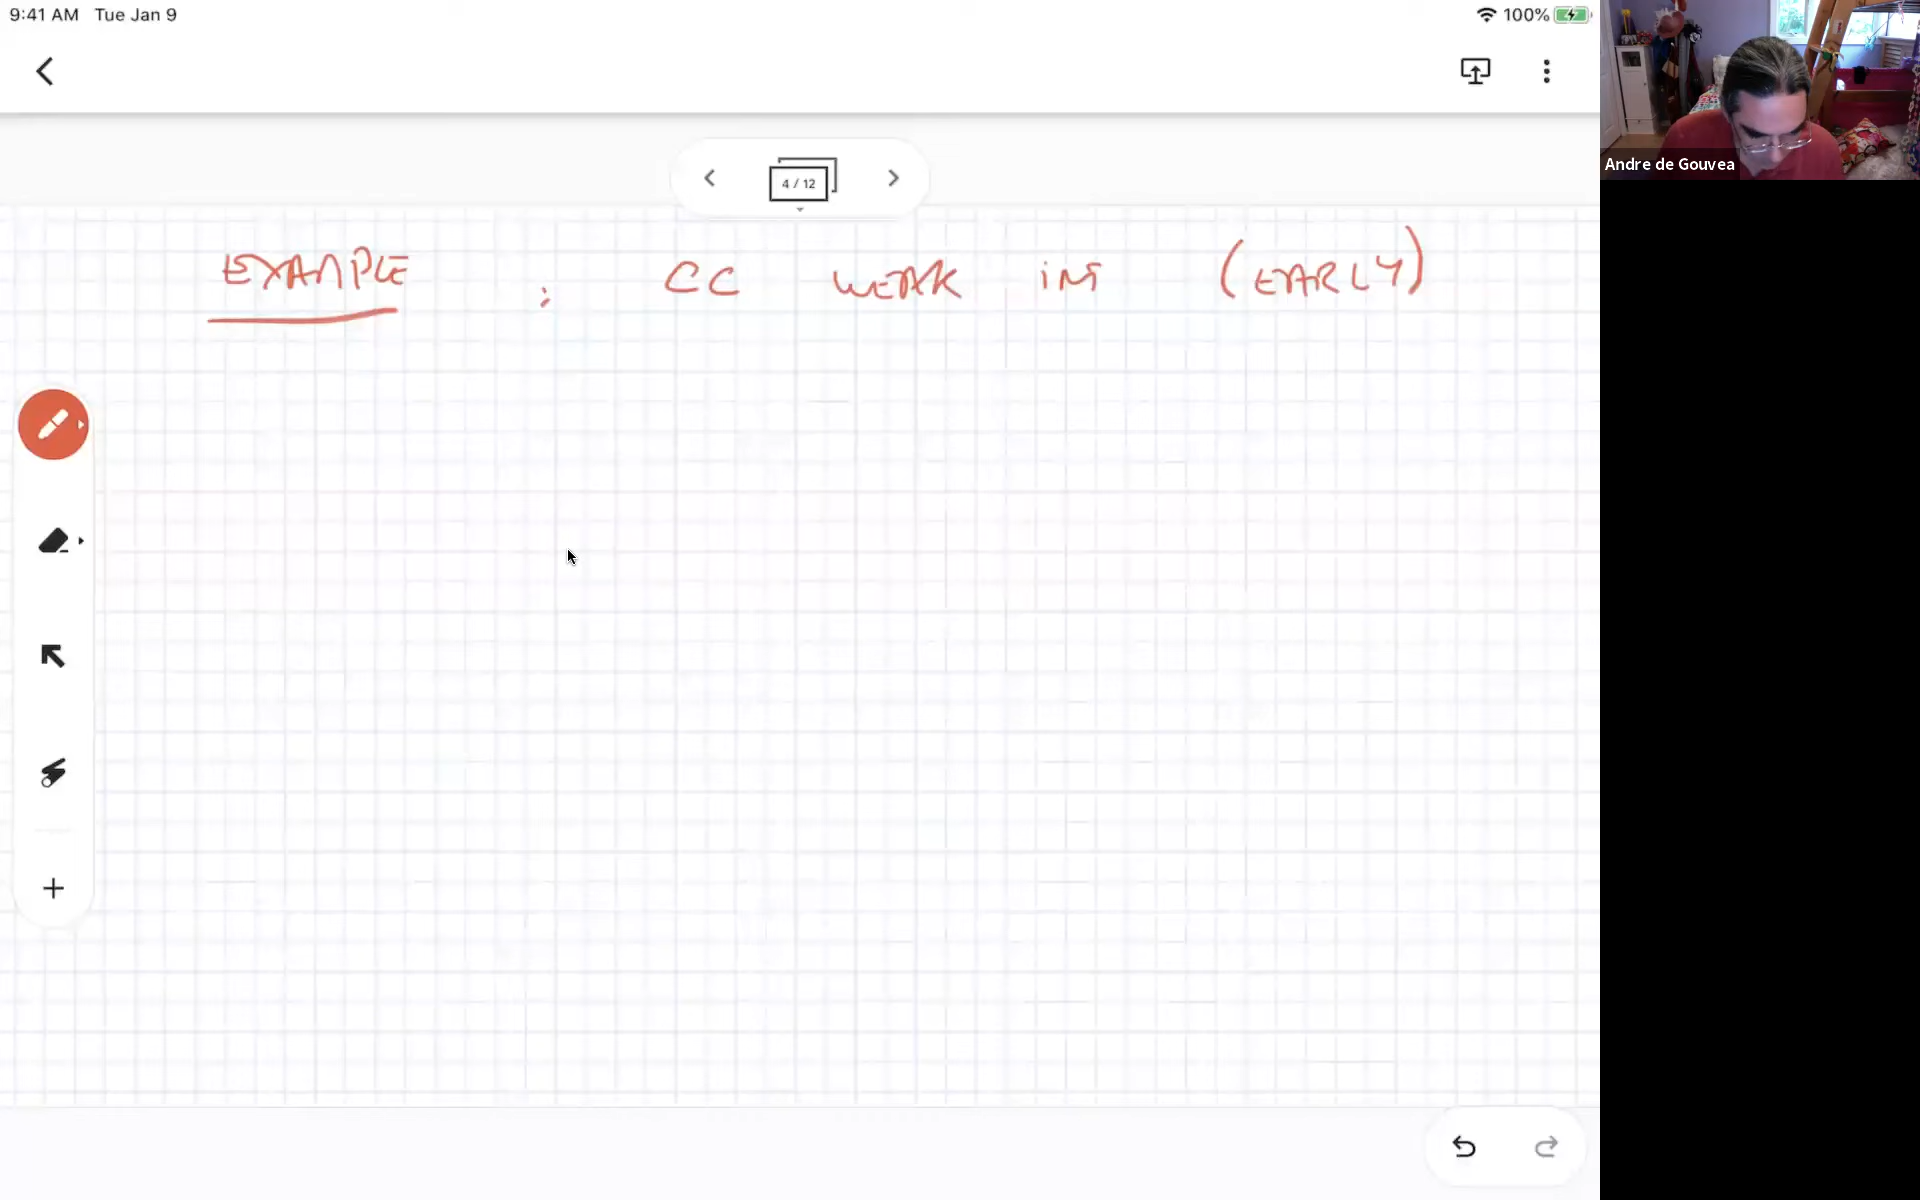 9:41 AM Tue Jan 9
100%
4 / 12
EXAMPLE : CC WEAK INT (EARLY)
Andre de Gouvea